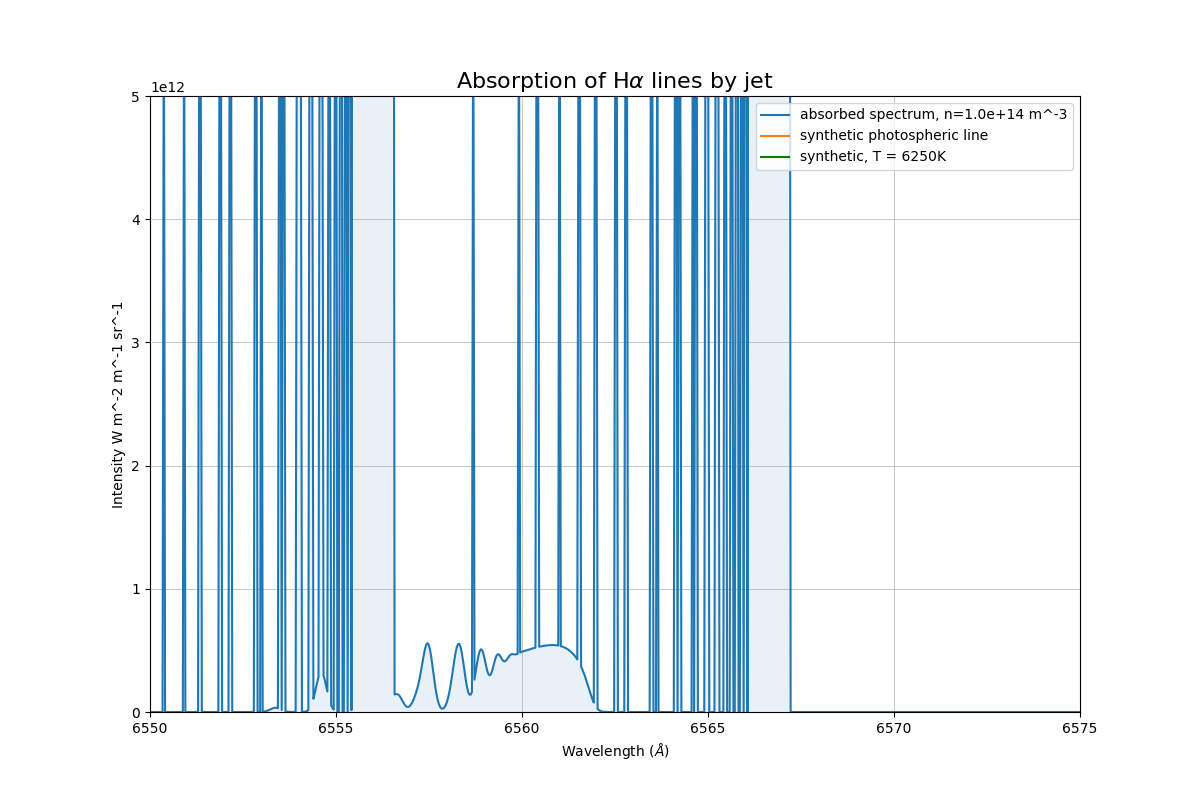 Absorption of Hα lines by jet
1e12
5
4
3
2
1
0
Intensity W m^-2 m^-1 sr^-1
absorbed spectrum, n=1.0e+14 m^-3
synthetic photospheric line
synthetic, T = 6250K
6550 6555 6560 6565 6570 6575
Wavelength (Å)